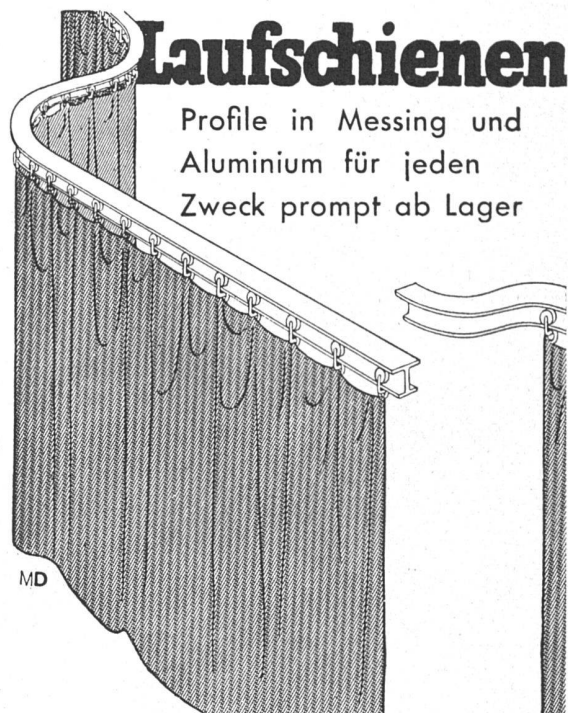 Laufschienen
Profile in Messing und
Aluminium für jeden
Zweck prompt ab Lager
MD